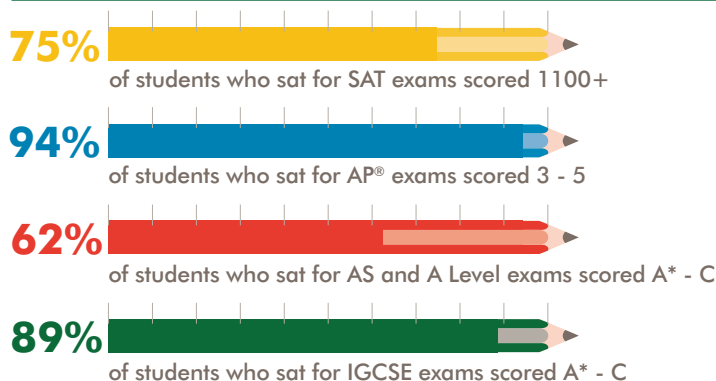 75%
of students who sat for SAT exams scored 1100+
94%
of students who sat for AP® exams scored 3 - 5
62%
of students who sat for AS and A Level exams scored A* - C
89%
of students who sat for IGCSE exams scored A* - C